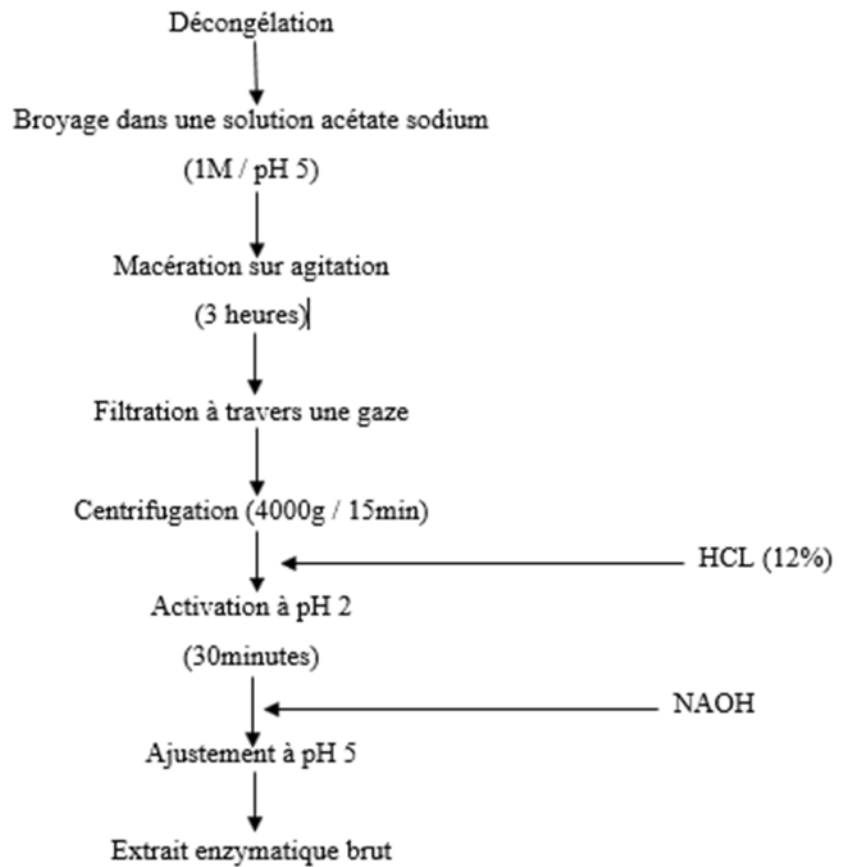 Décongélation
Broyage dans une solution acétate sodium
(1M / pH 5)
Macération sur agitation
(3 heures)
Filtration à travers une gaze
Centrifugation (4000g / 15min)
HCL (12%)
Activation à pH 2
(30minutes)
NAOH
Ajustement à pH 5
Extrait enzymatique brut